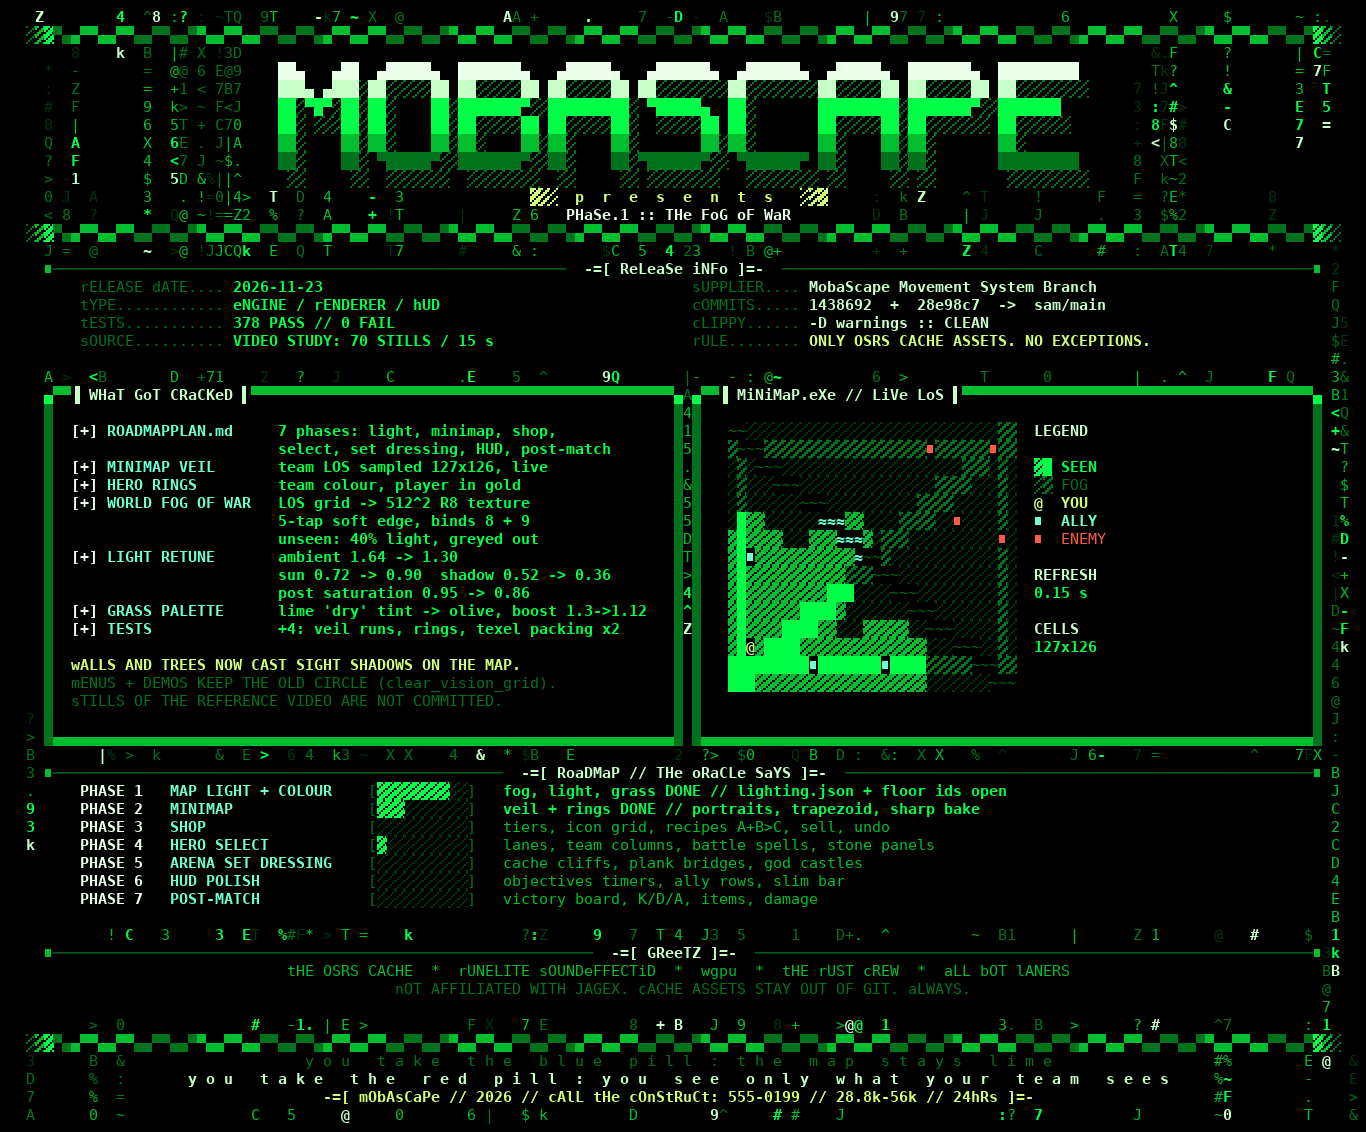 MOBASCAPE
p r e s e n t s
PHaSe.1 :: THe FoG oF WaR
-=[ ReLeaSe iNFo ]=-
rELEASE dATE.... 2026-11-23
sUPPLIER.... MobaScape Movement System Branch
tYPE............ eNGINE / rENDERER / hUD
cOMMITS..... 1438692 + 28e98c7 -> sam/main
tESTS........... 378 PASS // 0 FAIL
cLIPPY...... -D warnings :: CLEAN
sOURCE.......... VIDEO STUDY: 70 STILLS / 15 s
rULE........ ONLY OSRS CACHE ASSETS. NO EXCEPTIONS.
WHaT GoT CRaCKeD
[+] ROADMAPPLAN.md 7 phases: light, minimap, shop,
select, set dressing, HUD, post-match
[+] MINIMAP VEIL team LOS sampled 127x126, live
[+] HERO RINGS team colour, player in gold
[+] WORLD FOG OF WAR LOS grid -> 512^2 R8 texture
5-tap soft edge, binds 8 + 9
unseen: 40% light, greyed out
[+] LIGHT RETUNE ambient 1.64 -> 1.30
sun 0.72 -> 0.90 shadow 0.52 -> 0.36
post saturation 0.95 -> 0.86
[+] GRASS PALETTE lime 'dry' tint -> olive, boost 1.3->1.12
[+] TESTS +4: veil runs, rings, texel packing x2
wALLS AND TREES NOW CAST SIGHT SHADOWS ON THE MAP.
mENUS + DEMOS KEEP THE OLD CIRCLE (clear_vision_grid).
sTILLS OF THE REFERENCE VIDEO ARE NOT COMMITTED.
MiNiMaP.eXe // LiVe LoS
LEGEND
SEEN
FOG
@ YOU
ALLY
ENEMY
REFRESH
0.15 s
CELLS
127x126
@
-=[ RoaDMaP // THe oRaCLe SaYS ]=-
PHASE 1 MAP LIGHT + COLOUR [ ] fog, light, grass DONE // lighting.json + floor ids open
PHASE 2 MINIMAP [ ] veil + rings DONE // portraits, trapezoid, sharp bake
PHASE 3 SHOP [ ] tiers, icon grid, recipes A+B>C, sell, undo
PHASE 4 HERO SELECT [ ] lanes, team columns, battle spells, stone panels
PHASE 5 ARENA SET DRESSING [ ] cache cliffs, plank bridges, god castles
PHASE 6 HUD POLISH [ ] objectives timers, ally rows, slim bar
PHASE 7 POST-MATCH [ ] victory board, K/D/A, items, damage
-=[ GReeTZ ]=-
tHE OSRS CACHE * rUNELITE sOUNDeFFECTiD * wgpu * tHE rUST cREW * aLL bOT lANERS
nOT AFFILIATED WITH JAGEX. cACHE ASSETS STAY OUT OF GIT. aLWAYS.
y o u t a k e t h e b l u e p i l l : t h e m a p s t a y s l i m e
y o u t a k e t h e r e d p i l l : y o u s e e o n l y w h a t y o u r t e a m s e e s
-=[ mObAsCaPe // 2026 // cAlL tHe cOnStRuCt: 555-0199 // 28.8k-56k // 24hRs ]=-